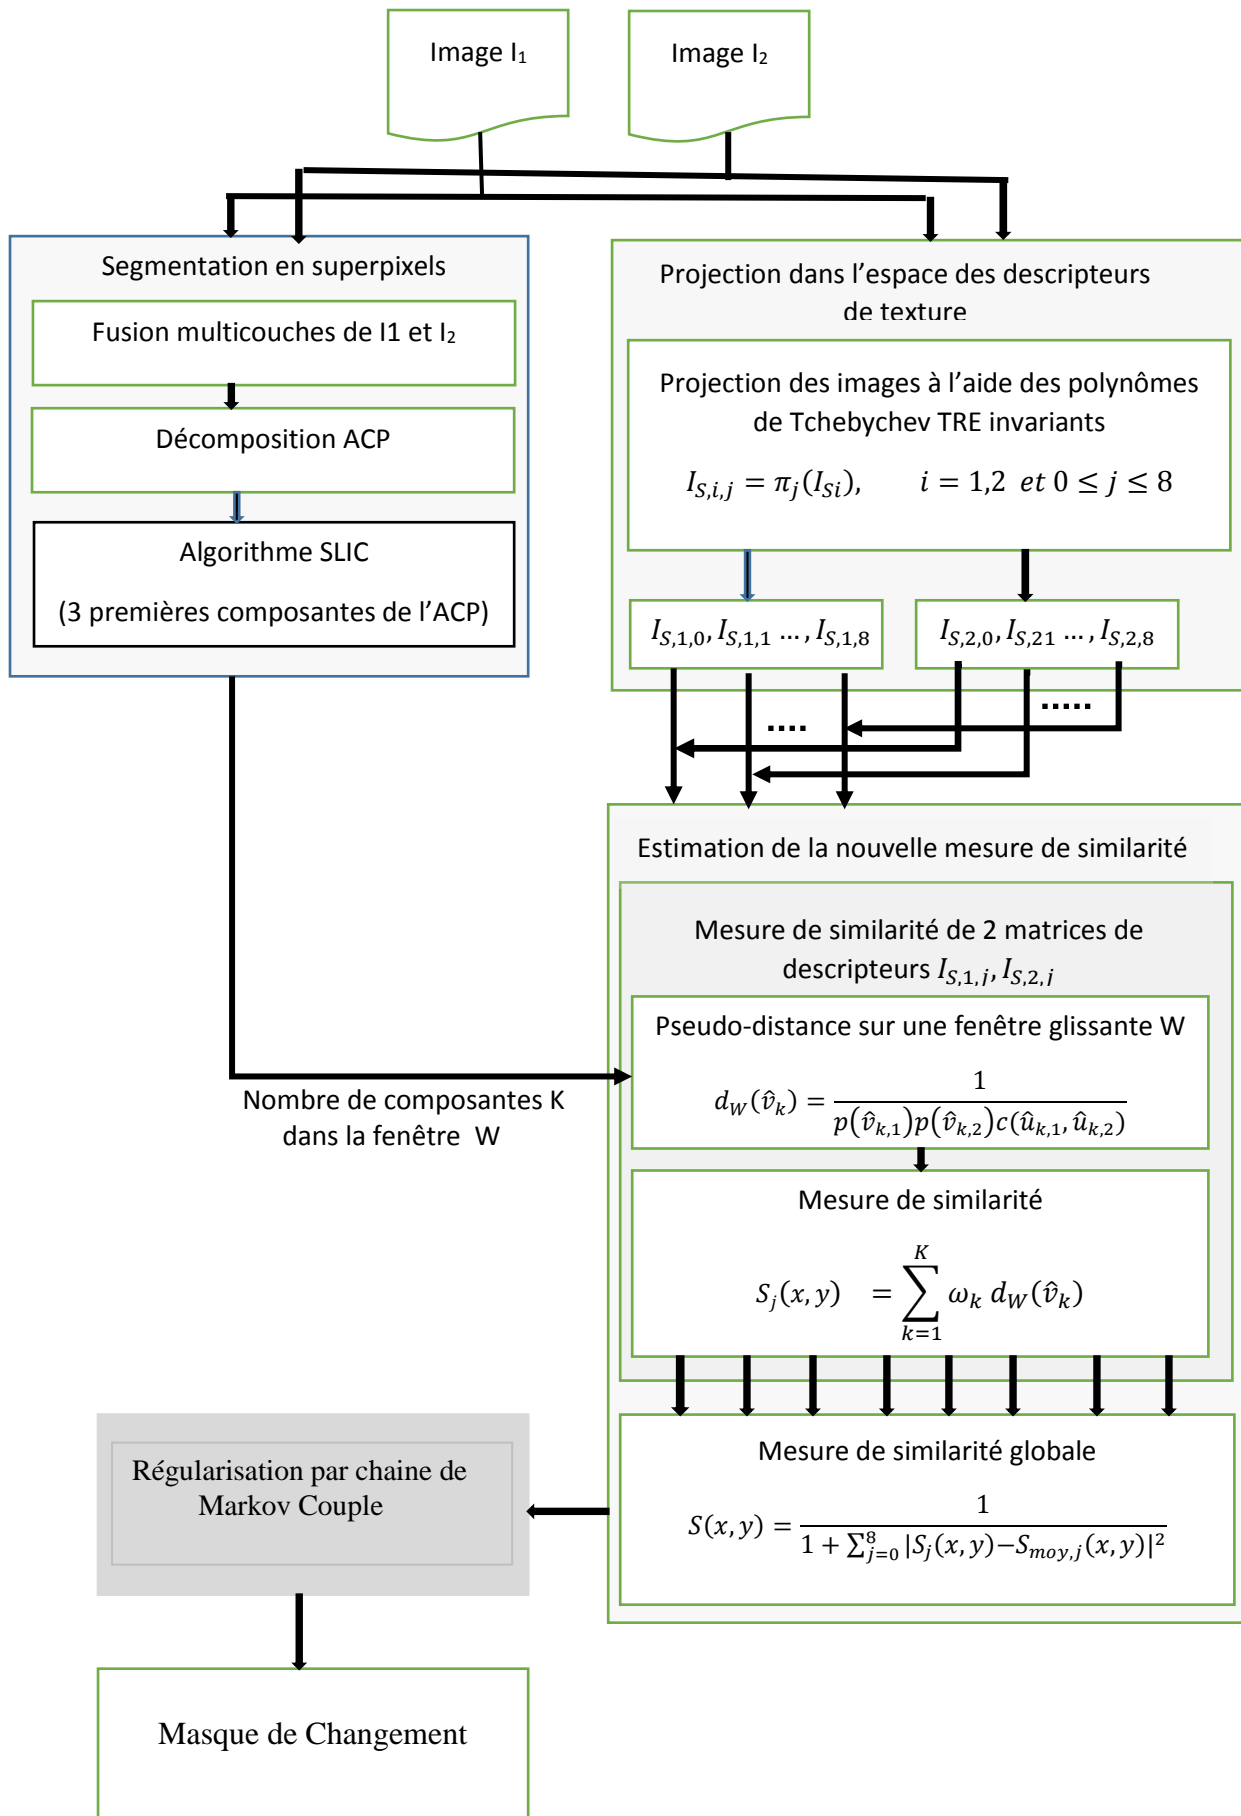 Image I₁
Image I₂
Segmentation en superpixels
Fusion multicouches de I1 et I₂
Décomposition ACP
Algorithme SLIC
(3 premières composantes de l'ACP)
Projection dans l'espace des descripteurs
de texture
Projection des images à l'aide des polynômes
de Tchebychev TRE invariants
I_{S,i,j} = π_j(I_{Si}), i = 1,2 et 0 ≤ j ≤ 8
I_{S,1,0}, I_{S,1,1} ... , I_{S,1,8}
I_{S,2,0}, I_{S,21} ... , I_{S,2,8}
.....
....
Estimation de la nouvelle mesure de similarité
Mesure de similarité de 2 matrices de
descripteurs I_{S,1,j}, I_{S,2,j}
Pseudo-distance sur une fenêtre glissante W
d_W(v̂_k) = 1 / (p(v̂_{k,1})p(v̂_{k,2})c(û_{k,1}, û_{k,2}))
Nombre de composantes K
dans la fenêtre W
Mesure de similarité
S_j(x, y) = ∑_{k=1}^{K} ω_k d_W(v̂_k)
Mesure de similarité globale
S(x, y) = 1 / (1 + ∑_{j=0}^{8} |S_j(x, y)−S_{moy,j}(x, y)|²)
Régularisation par chaine de
Markov Couple
Masque de Changement